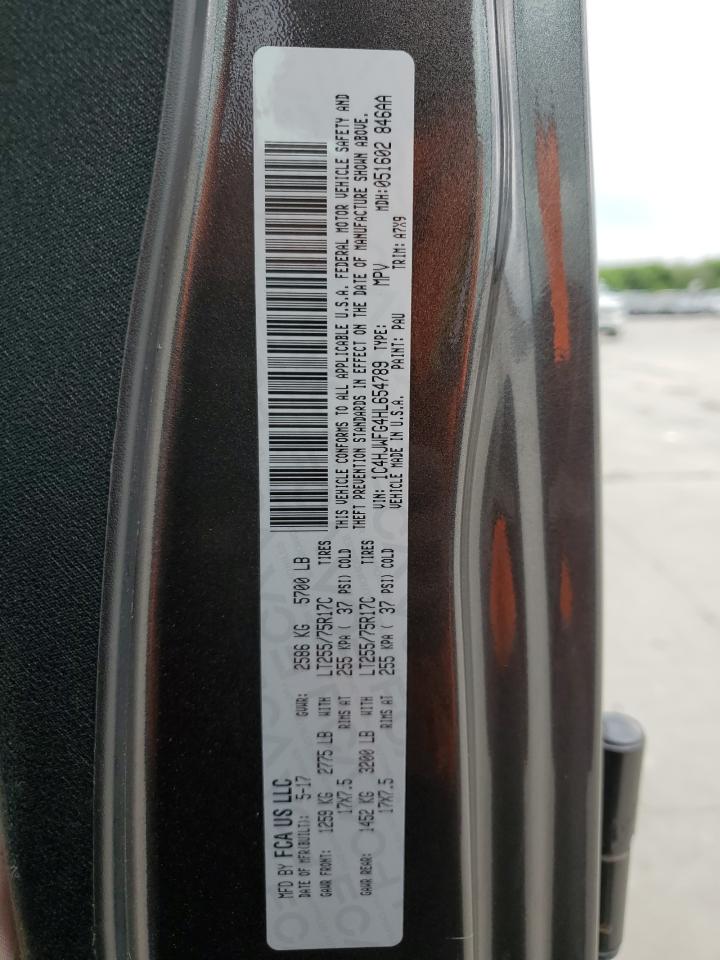 MFD BY FCA US LLC
DATE OF MFR(BUILT): 5-17 GVWR: 2586 KG 5700 LB
GAWR FRONT: 1259 KG 2775 LB WITH LT255/75R17C TIRES
17X7.5 RIMS AT 255 KPA ( 37 PSI) COLD
GAWR REAR: 1452 KG 3200 LB WITH LT255/75R17C TIRES
17X7.5 RIMS AT 255 KPA ( 37 PSI) COLD
THIS VEHICLE CONFORMS TO ALL APPLICABLE U.S.A. FEDERAL MOTOR VEHICLE SAFETY AND
THEFT PREVENTION STANDARDS IN EFFECT ON THE DATE OF MANUFACTURE SHOWN ABOVE.
VIN: 1C4HJWFG4HL654789 TYPE: MPV MDH:051602 846AA
VEHICLE MADE IN U.S.A. PAINT: PAU TRIM: A7X9